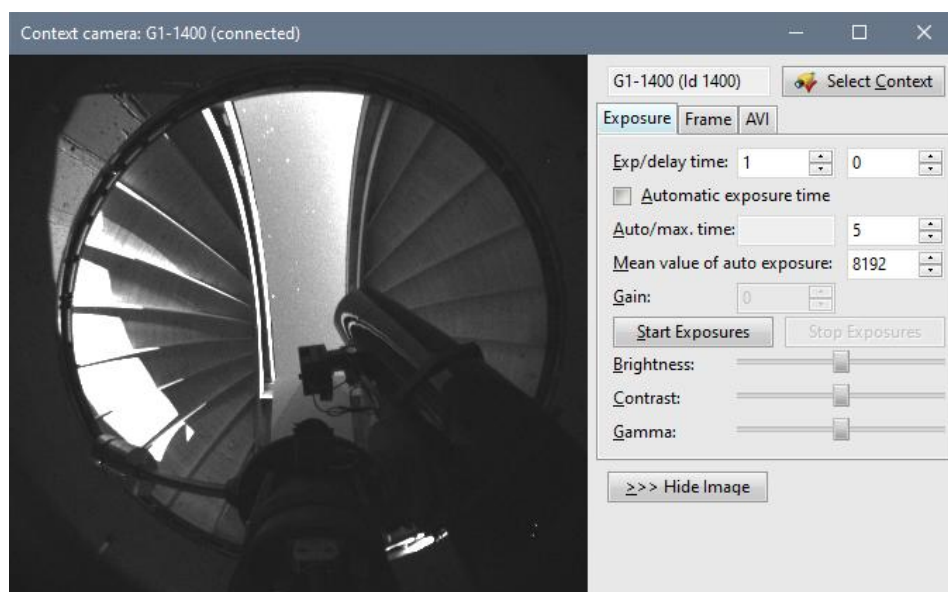 Context camera: G1-1400 (connected)
G1-1400 (Id 1400)
Select Context
Exposure Frame AVI
Exp/delay time: 1 0
Automatic exposure time
Auto/max. time: 5
Mean value of auto exposure: 8192
Gain: 0
Start Exposures Stop Exposures
Brightness:
Contrast:
Gamma:
>>> Hide Image